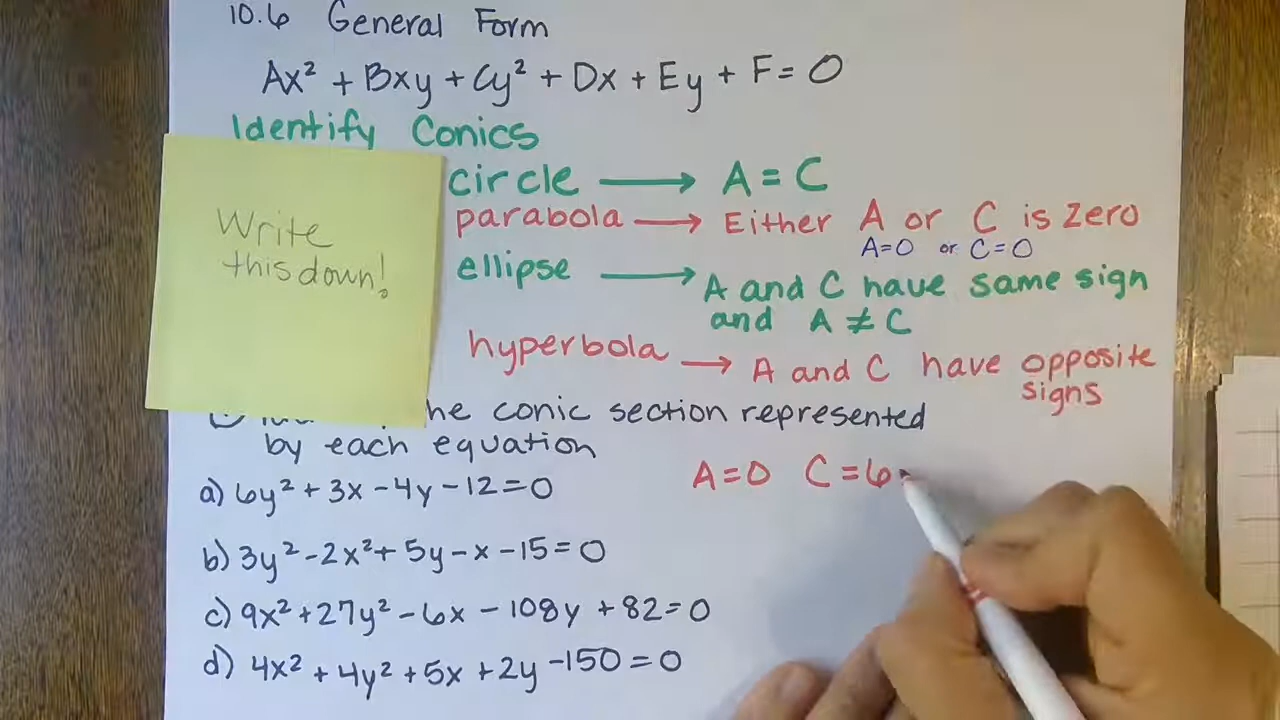 10.6 General Form
Ax² + Bxy + Cy² + Dx + Ey + F = 0
Identify Conics
Write
this down!
circle → A = C
parabola → Either A or C is zero
A=0 or C=0
ellipse → A and C have same sign
and A ≠ C
hyperbola → A and C have opposite
signs
he conic section represented
by each equation
A=0 C=6
a) 6y² + 3x - 4y - 12 = 0
b) 3y² - 2x² + 5y - x - 15 = 0
c) 9x² + 27y² - 6x - 108y + 82 = 0
d) 4x² + 4y² + 5x + 2y - 150 = 0